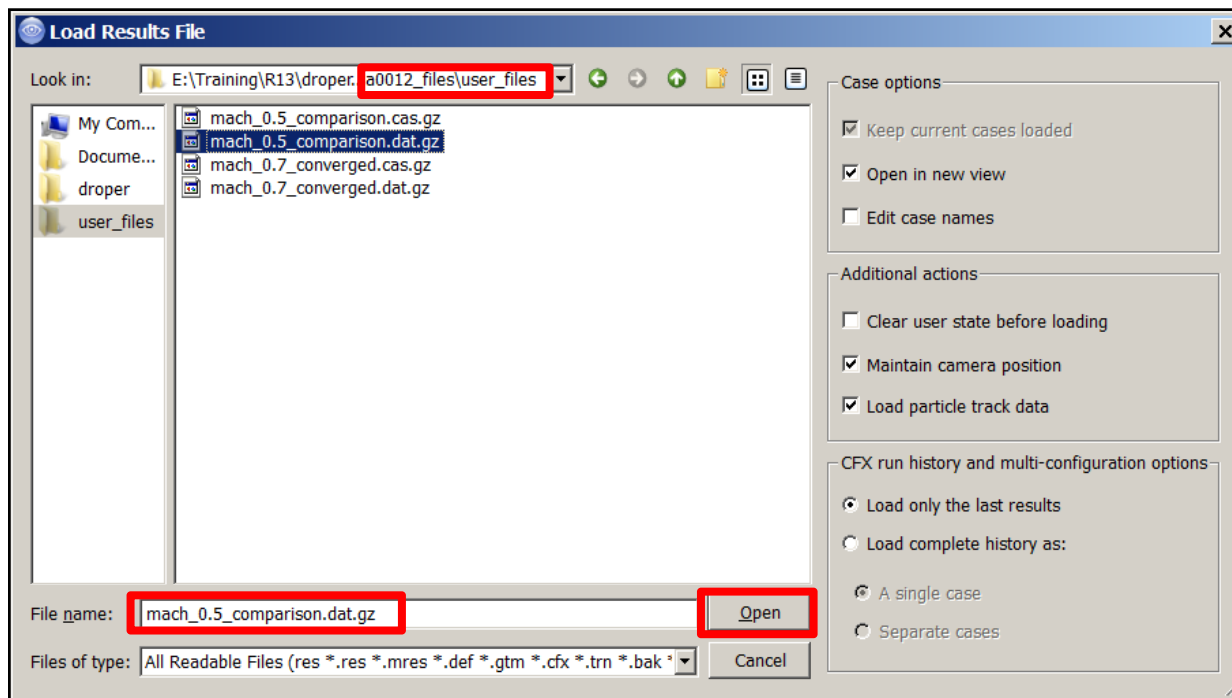 Load Results File
Look in:
E:\Training\R13\droper...a0012_files\user_files
My Com...
Docume...
droper
user_files
mach_0.5_comparison.cas.gz
mach_0.5_comparison.dat.gz
mach_0.7_converged.cas.gz
mach_0.7_converged.dat.gz
File name:
mach_0.5_comparison.dat.gz
Open
Files of type:
All Readable Files (res *.res *.mres *.def *.gtm *.cfx *.trn *.bak *
Cancel
Case options
Keep current cases loaded
Open in new view
Edit case names
Additional actions
Clear user state before loading
Maintain camera position
Load particle track data
CFX run history and multi-configuration options
Load only the last results
Load complete history as:
A single case
Separate cases